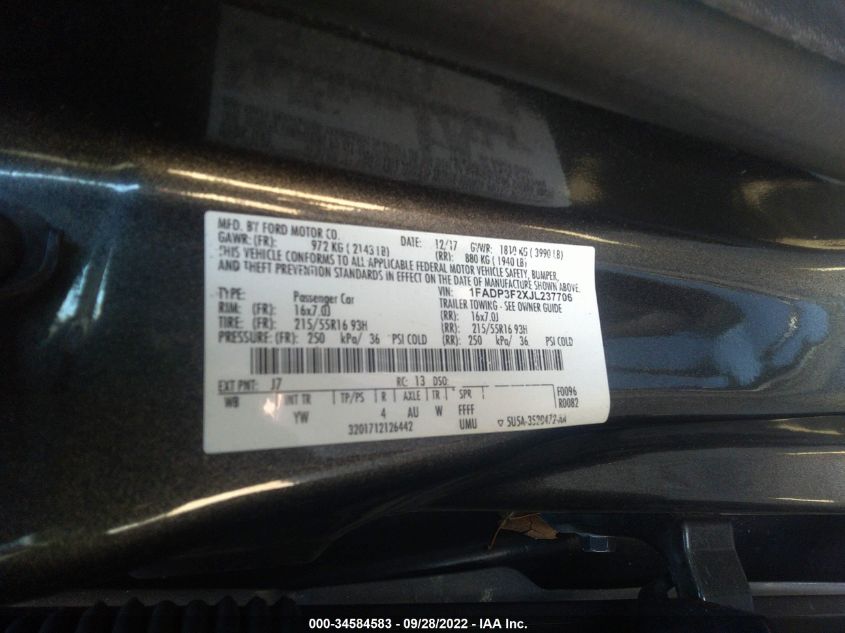 MFD. BY FORD MOTOR CO. DATE: 12/17 GVWR: 1810 KG ( 3990 LB)
GAWR: (FR): 972 KG ( 2143 LB) (RR): 880 KG ( 1940 LB)
THIS VEHICLE CONFORMS TO ALL APPLICABLE FEDERAL MOTOR VEHICLE SAFETY, BUMPER,
AND THEFT PREVENTION STANDARDS IN EFFECT ON THE DATE OF MANUFACTURE SHOWN ABOVE.
VIN: 1FADP3F2XJL237706
TYPE: Passenger Car TRAILER TOWING - SEE OWNER GUIDE
RIM: (FR): 16x7.0J (RR): 16x7.0J
TIRE: (FR): 215/55R16 93H (RR): 215/55R16 93H
PRESSURE: (FR): 250 kPa/ 36 PSI COLD (RR): 250 kPa/ 36 PSI COLD
EXT PNT: J7 RC: 13 DSO: F0096
WB INT TR TP/PS R AXLE TR SPR R0082
YW 4 AU W FFFF
3201712126442 UMU
000-34584583 / 09/28/2022 - IAA Inc.